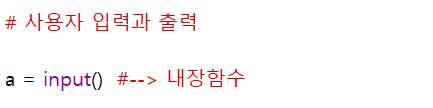 # 사용자 입력과 출력
a = input()  #--> 내장함수